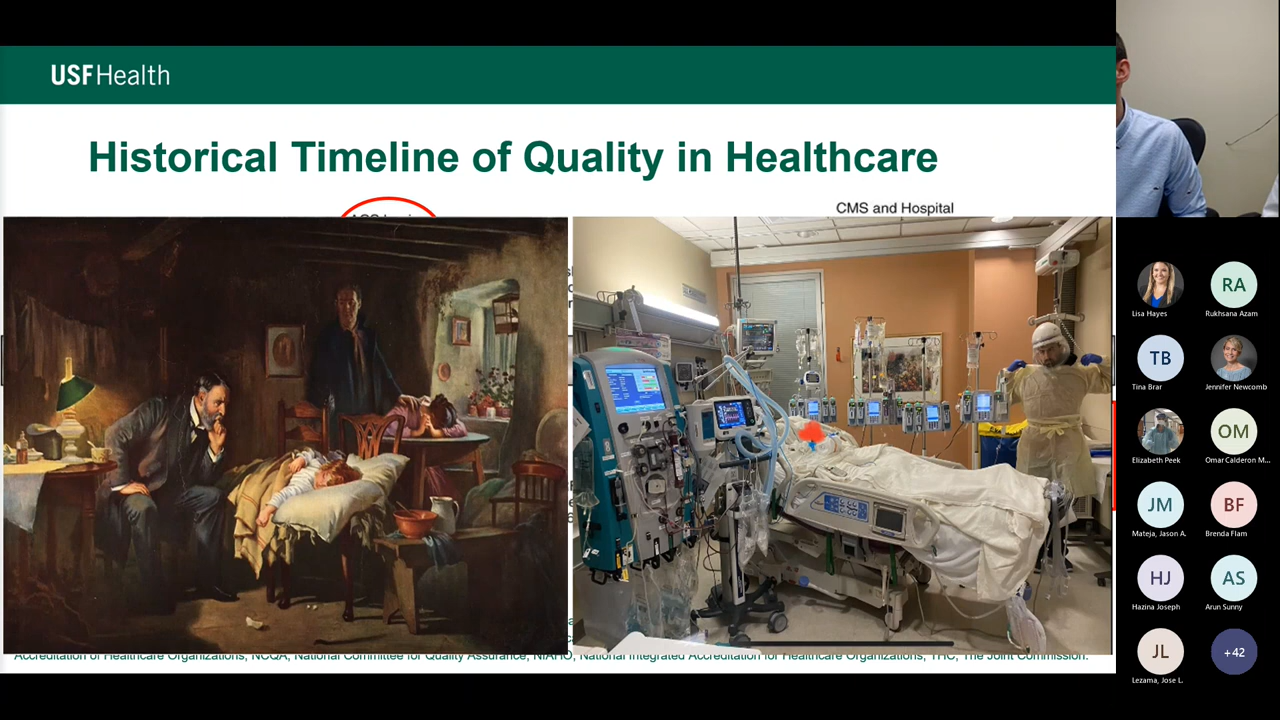 USF Health
Historical Timeline of Quality in Healthcare
CMS and Hospital
Accreditation of Healthcare Organizations; NCQA, National Committee for Quality Assurance; NIAHO, National Integrated Accreditation for Healthcare Organizations; THC, The Joint Commission.
Lisa Hayes
RA
Rukhsana Azam
TB
Tina Brar
Jennifer Newcomb
Elizabeth Peek
OM
Omar Calderon M...
JM
Mateja, Jason A.
BF
Brenda Flam
HJ
Hazina Joseph
AS
Arun Sunny
JL
Lezama, Jose L.
+42